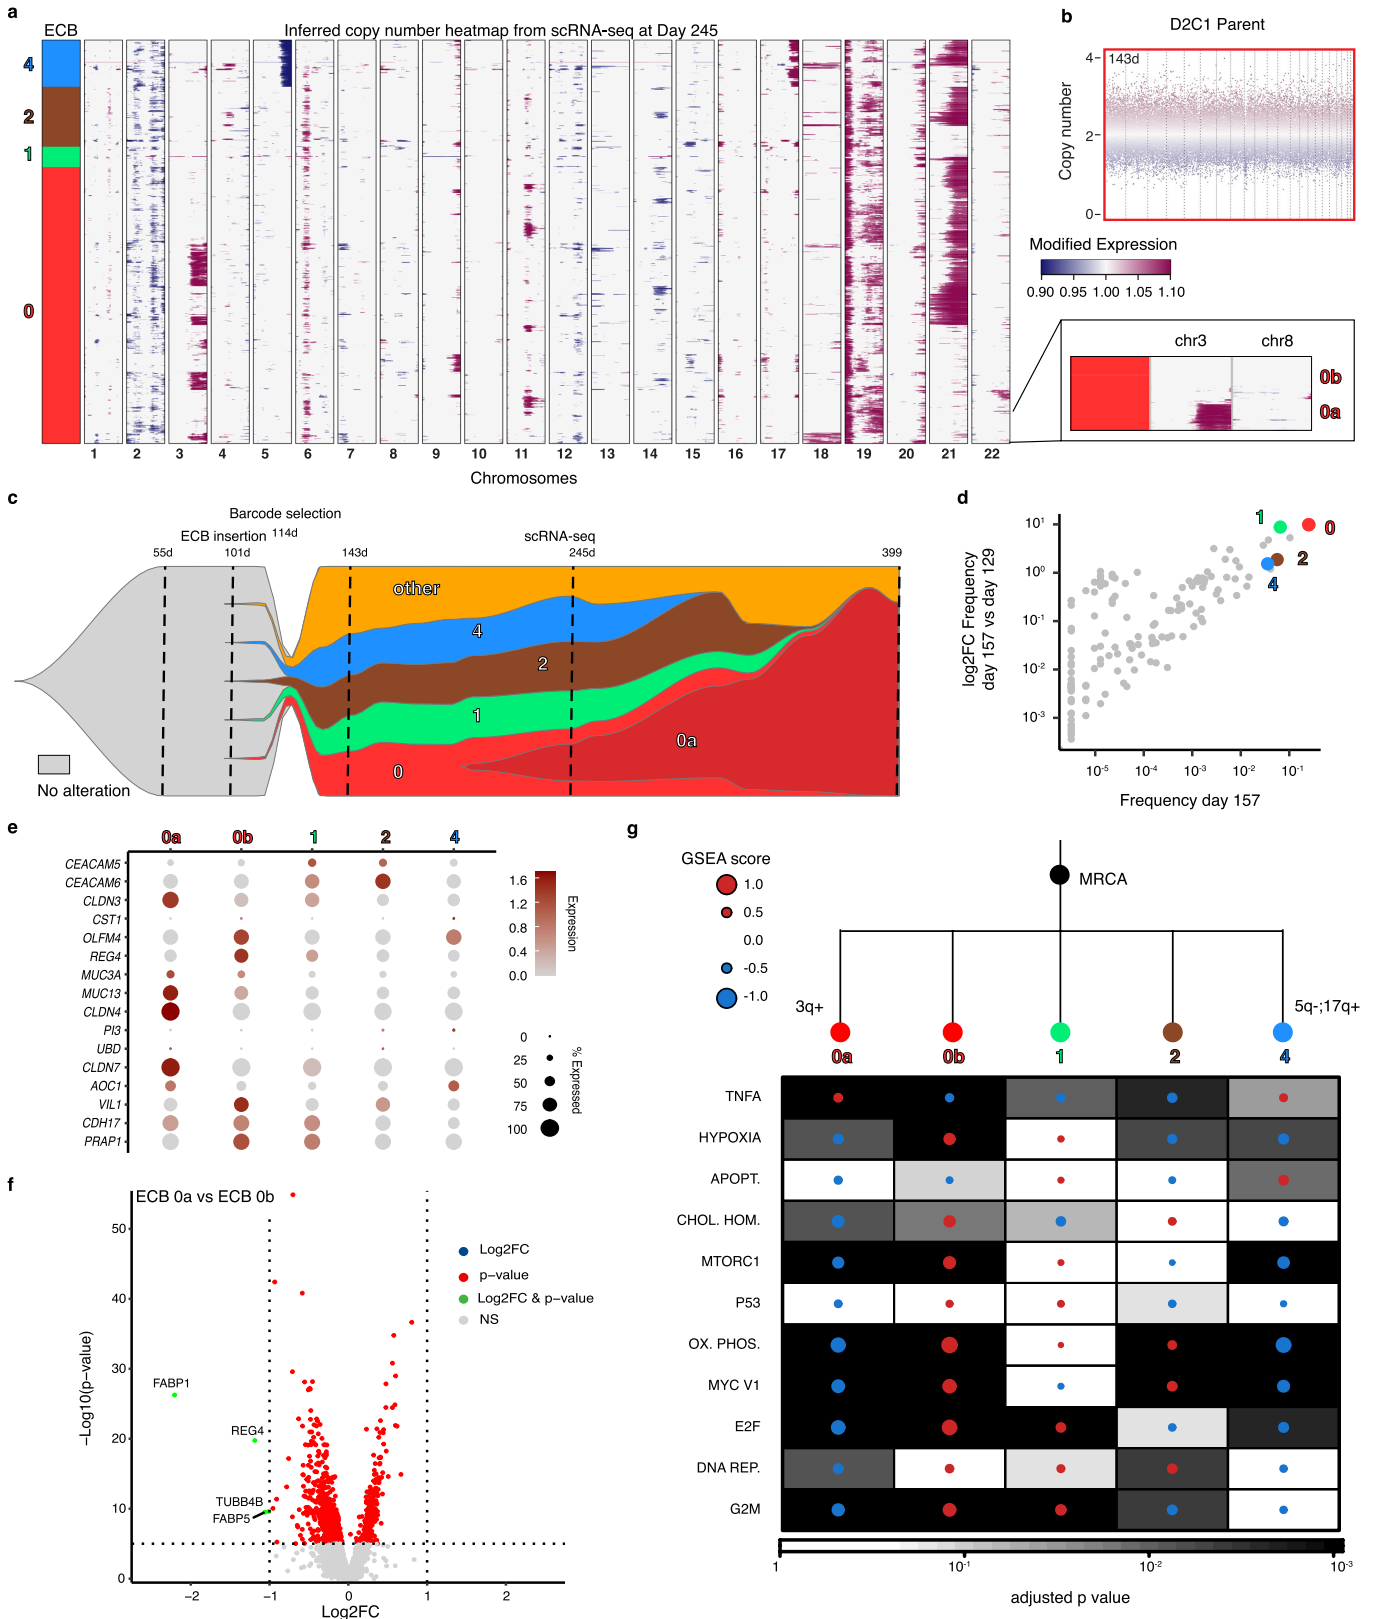 a
ECB
Inferred copy number heatmap from scRNA-seq at Day 245
4
2
1
0
1 2 3 4 5 6 7 8 9 10 11 12 13 14 15 16 17 18 19 20 21 22
Chromosomes
b
D2C1 Parent
143d
Copy number
4
2
0
Modified Expression
0.90 0.95 1.00 1.05 1.10
chr3 chr8
0b
0a
c
Barcode selection
ECB insertion 114d
scRNA-seq
55d 101d 143d 245d 399
other
4
2
1
0
0a
No alteration
d
log2FC Frequency
day 157 vs day 129
10¹
10⁰
10⁻¹
10⁻²
10⁻³
1
0
2
4
10⁻⁵ 10⁻⁴ 10⁻³ 10⁻² 10⁻¹
Frequency day 157
e
0a 0b 1 2 4
CEACAM5
CEACAM6
CLDN3
CST1
OLFM4
REG4
MUC3A
MUC13
CLDN4
PI3
UBD
CLDN7
AOC1
VIL1
CDH17
PRAP1
Expression
1.6
1.2
0.8
0.4
0.0
% Expressed
0
25
50
75
100
f
ECB 0a vs ECB 0b
−Log10(p−value)
50
40
30
20
10
0
FABP1
REG4
TUBB4B
FABP5
Log2FC
p−value
Log2FC & p−value
NS
−2 −1 0 1 2
Log2FC
g
GSEA score
1.0
0.5
0.0
-0.5
-1.0
MRCA
3q+
5q-;17q+
0a 0b 1 2 4
TNFA
HYPOXIA
APOPT.
CHOL. HOM.
MTORC1
P53
OX. PHOS.
MYC V1
E2F
DNA REP.
G2M
1 10⁻¹ 10⁻² 10⁻³
adjusted p value